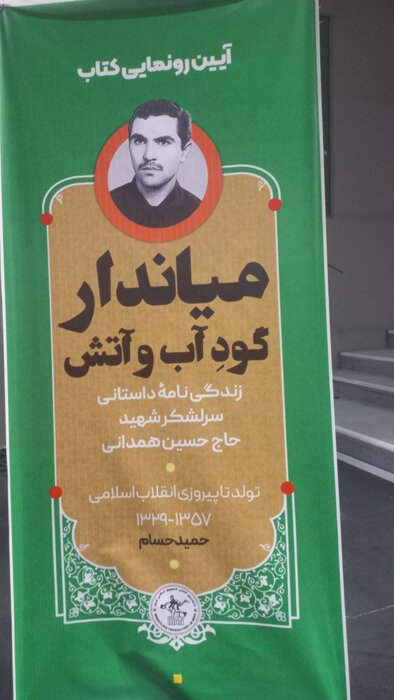 آیین رونمایی کتاب
میاندار
گودِ آب و آتش
زندگی‌نامهٔ داستانی
سرلشکر شهید
حاج حسین همدانی
تولد تا پیروزی انقلاب اسلامی
۱۳۲۹-۱۳۵۷
حمید حسام